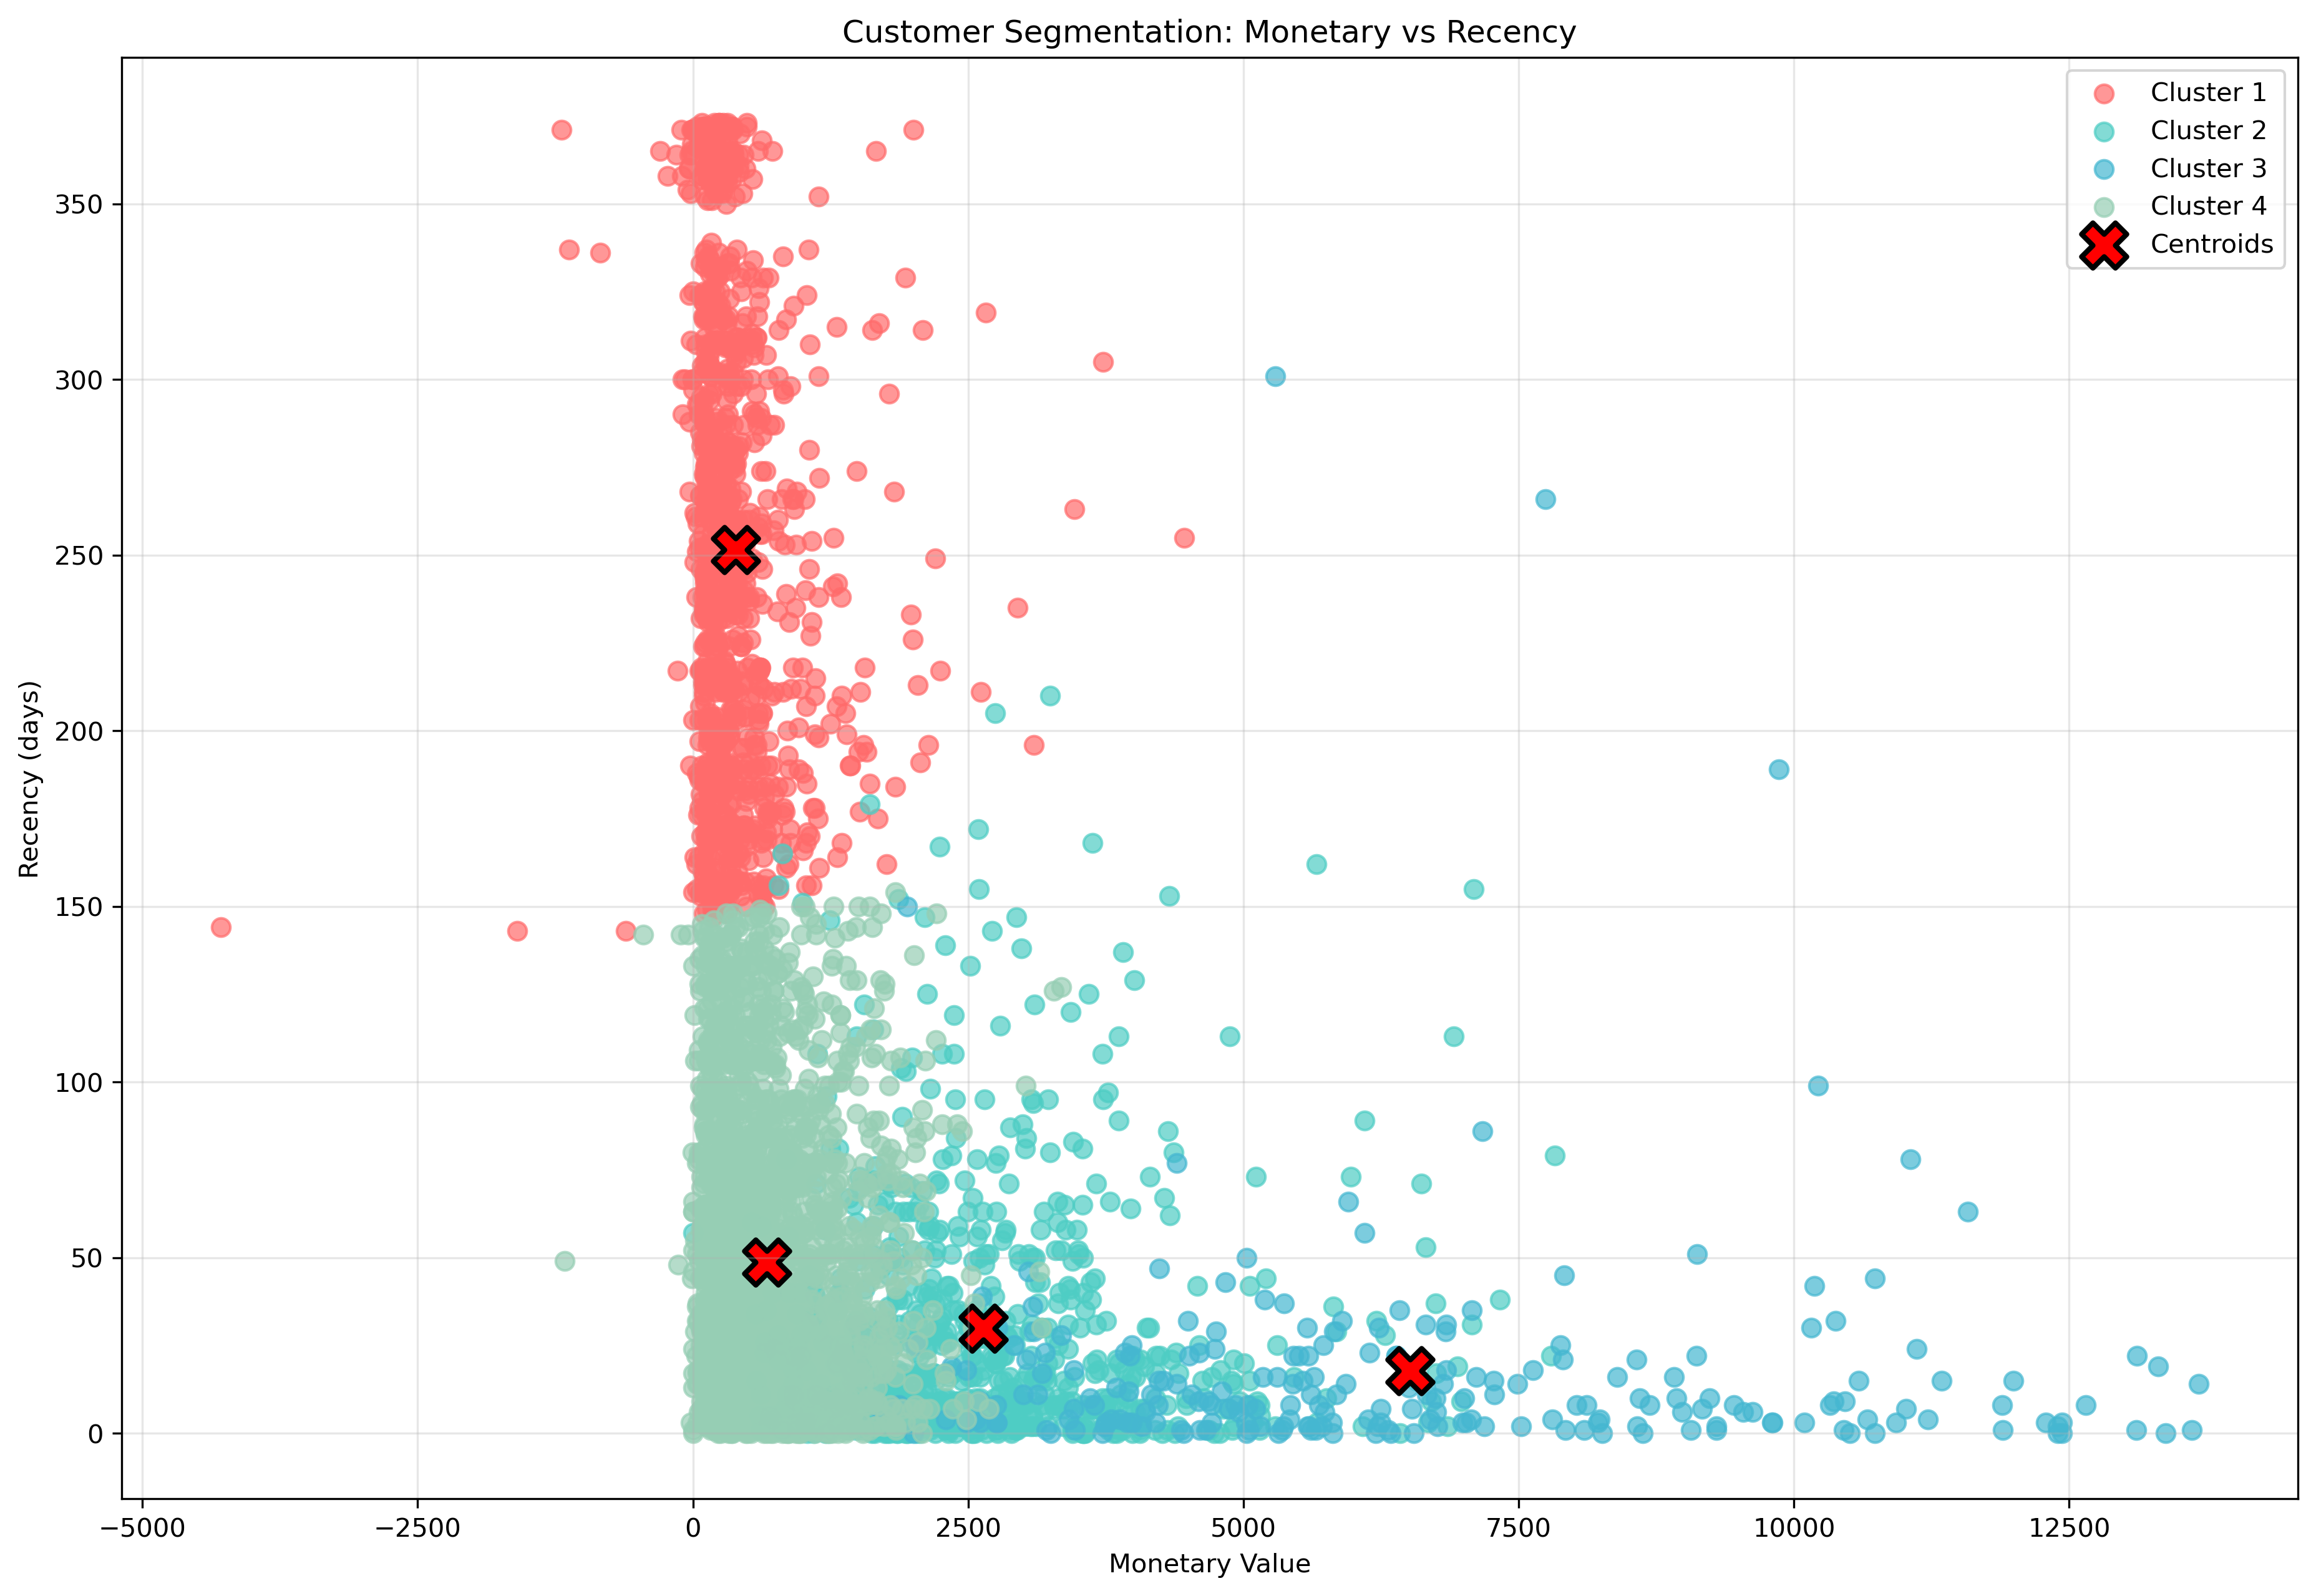 Customer Segmentation: Monetary vs Recency
Cluster 1
Cluster 2
Cluster 3
Cluster 4
Centroids
Recency (days)
350
300
250
200
150
100
50
0
−5000
−2500
0
2500
5000
7500
10000
12500
Monetary Value